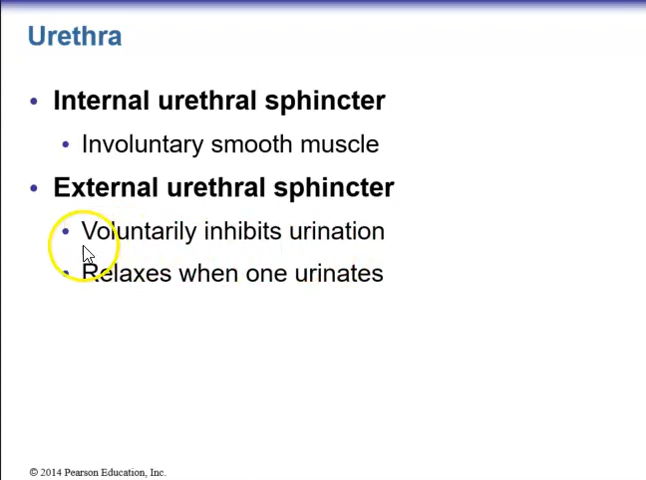 Urethra
• Internal urethral sphincter
• Involuntary smooth muscle
• External urethral sphincter
• Voluntarily inhibits urination
• Relaxes when one urinates
© 2014 Pearson Education, Inc.